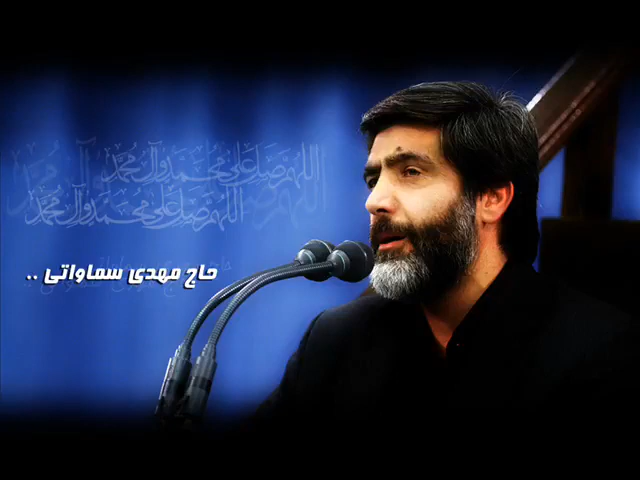 اللهم صل علی محمد و آل محمد
اللهم صل علی محمد و آل محمد
حاج مهدی سماواتی ..